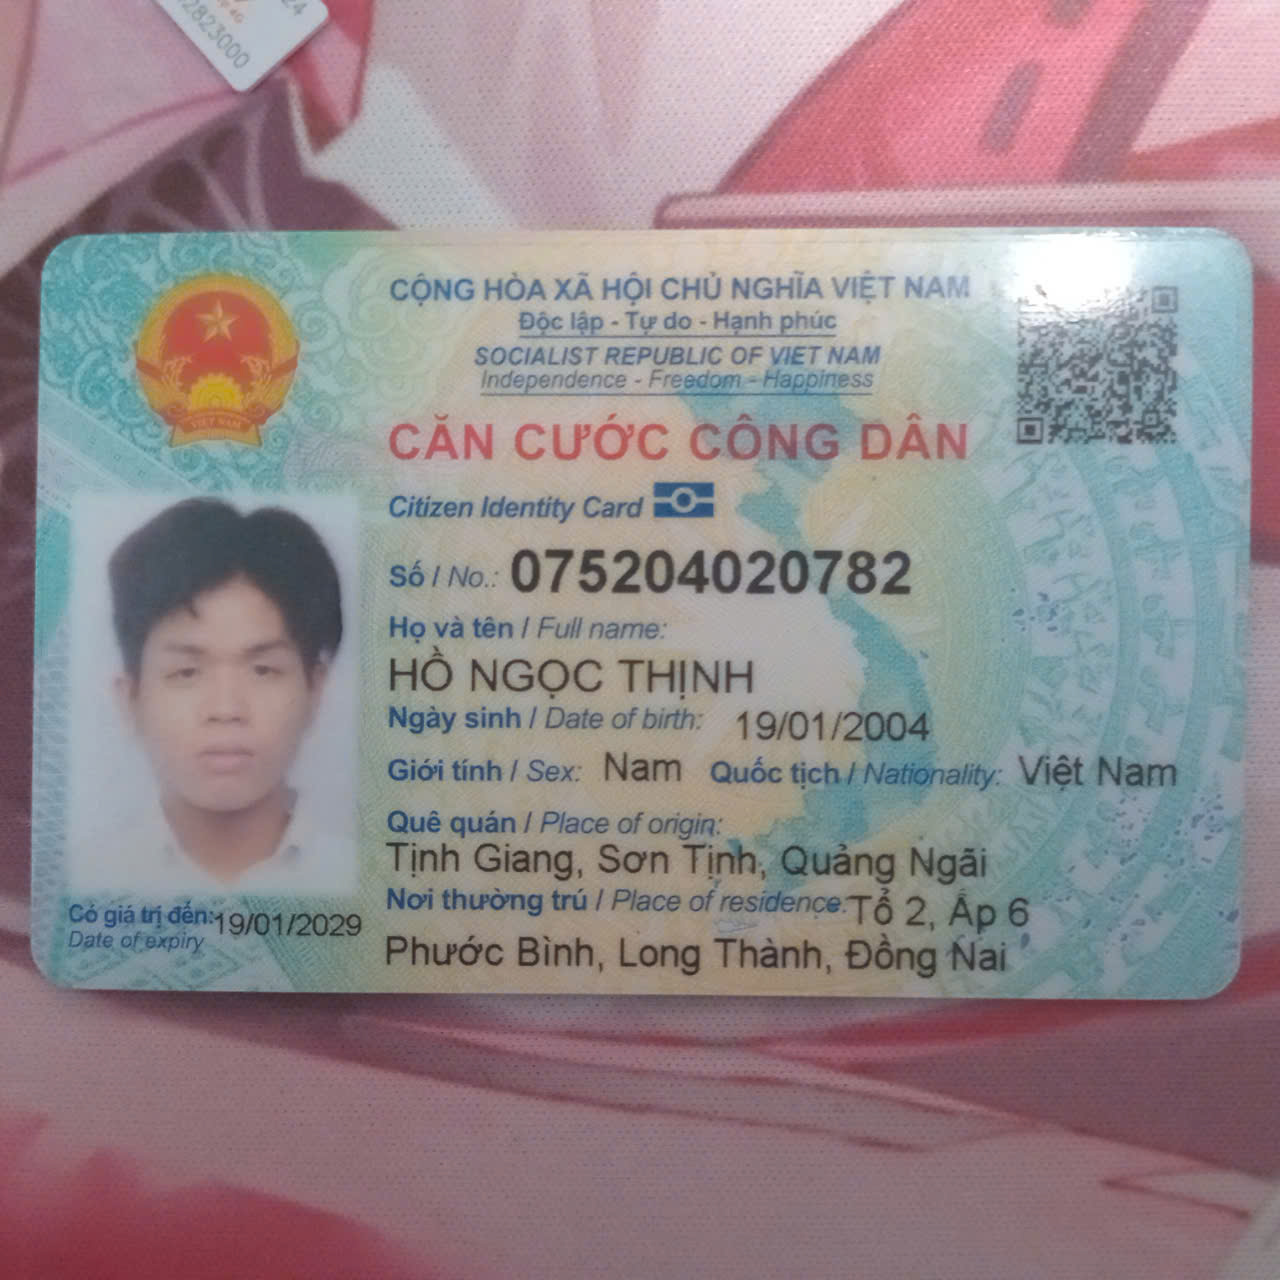 24
2823000
CỘNG HÒA XÃ HỘI CHỦ NGHĨA VIỆT NAM
Độc lập - Tự do - Hạnh phúc
SOCIALIST REPUBLIC OF VIET NAM
Independence - Freedom - Happiness
VIET NAM
CĂN CƯỚC CÔNG DÂN
Citizen Identity Card
Số / No.: 075204020782
Họ và tên / Full name:
HỒ NGỌC THỊNH
Ngày sinh / Date of birth: 19/01/2004
Giới tính / Sex: Nam Quốc tịch / Nationality: Việt Nam
Quê quán / Place of origin:
Tịnh Giang, Sơn Tịnh, Quảng Ngãi
Nơi thường trú / Place of residence: Tổ 2, Ấp 6
Phước Bình, Long Thành, Đồng Nai
Có giá trị đến: 19/01/2029
Date of expiry